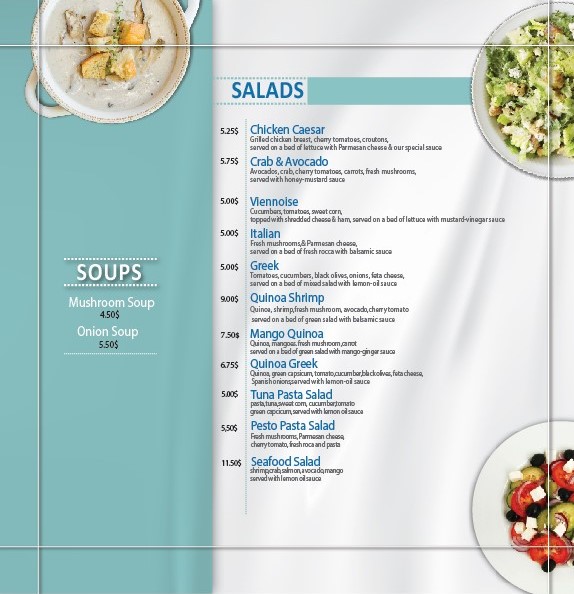 SOUPS
Mushroom Soup
4.50$
Onion Soup
5.50$
SALADS
5.25$ Chicken Caesar
Grilled chicken breast, cherry tomatoes, croutons,
served on a bed of lettuce with Parmesan cheese & our special sauce
5.75$ Crab & Avocado
Avocados, crab, cherry tomatoes, carrots, fresh mushrooms,
served with honey-mustard sauce
5.00$ Viennoise
Cucumbers, tomatoes, sweet corn,
topped with shredded cheese & ham, served on a bed of lettuce with mustard-vinegar sauce
5.00$ Italian
Fresh mushrooms,& Parmesan cheese,
served on a bed of fresh rocca with balsamic sauce
5.00$ Greek
Tomatoes, cucumbers, black olives, onions, feta cheese,
served on a bed of mixed salad with lemon-oil sauce
9.00$ Quinoa Shrimp
Quinoe, shrimp,fresh mushroom, avocado,cherry tomato
served on a bed of green salad with balsamic sauce
7.50$ Mango Quinoa
Quinoa, mangoes. fresh mushroom,carrot
served on a bed of green salad with mango-ginger sauce
6.75$ Quinoa Greek
Quinoa, green capsicum, tomato,cucumber,black olives, feta cheese,
Spanish onions,served with lemon-oil sauce
5.00$ Tuna Pasta Salad
pasta,tuna,sweet corn, cucumber,tomato
green capcicum,served with lemon oil sauce
5,50$ Pesto Pasta Salad
Fresh mushrooms, Parmesan cheese,
cherry tomato, fresh roca and pasta
11.50$ Seafood Salad
shrimp,crab,salmon,avocado,mango
served with lemon oil sauce